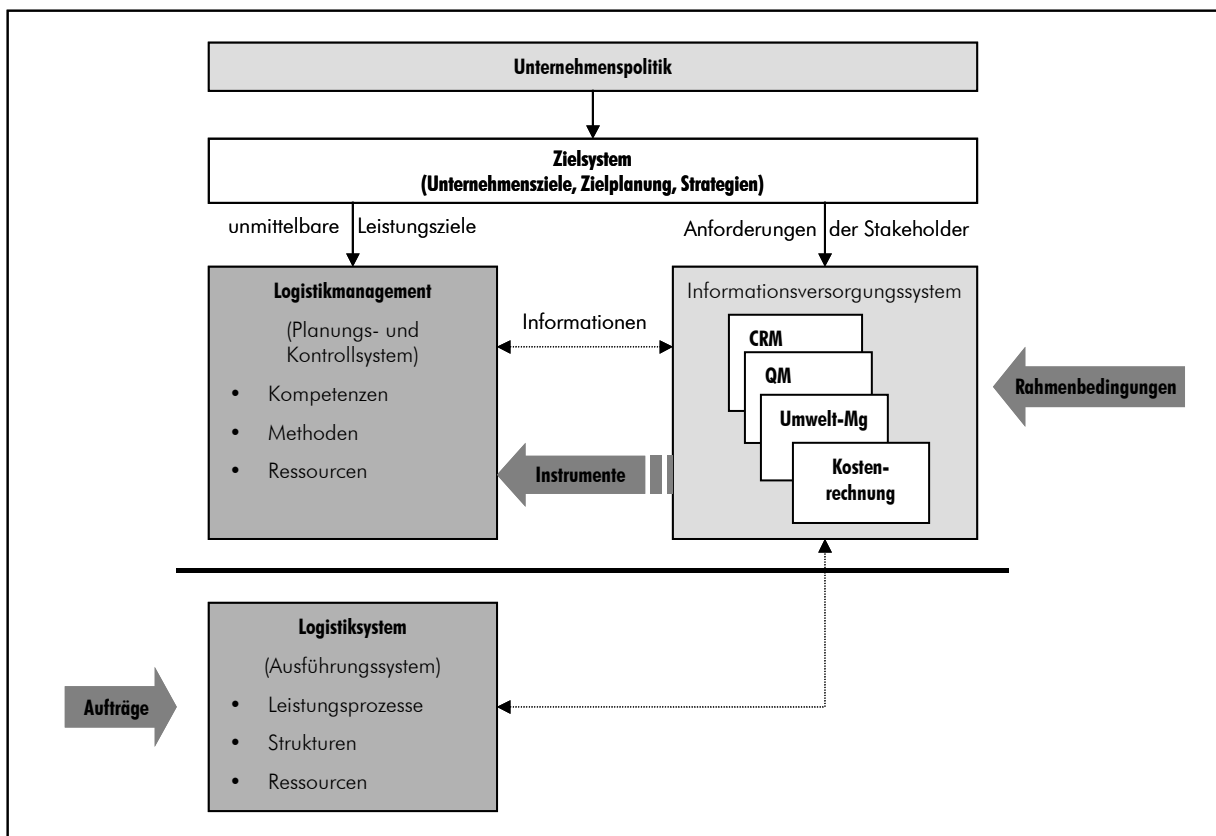 Unternehmenspolitik
Zielsystem
(Unternehmensziele, Zielplanung, Strategien)
unmittelbare Leistungsziele
Anforderungen der Stakeholder
Logistikmanagement
(Planungs- und
Kontrollsystem)
• Kompetenzen
• Methoden
• Ressourcen
Informationen
Instrumente
Informationsversorgungssystem
CRM
QM
Umwelt-Mg
Kosten-
rechnung
Rahmenbedingungen
Logistiksystem
(Ausführungssystem)
• Leistungsprozesse
• Strukturen
• Ressourcen
Aufträge